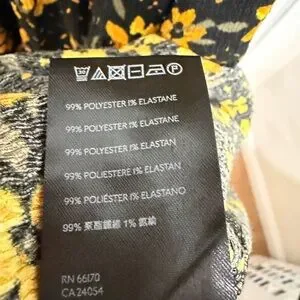 99% POLYESTER 1% ELASTANE
99% POLYESTER 1% ELASTANE
99% POLYESTER 1% ELASTAN
99% POLIESTERE 1% ELASTAN
99% POLIÉSTER 1% ELASTANO
99% 聚酯纖維 1% 氨綸
RN 66170
CA 24054